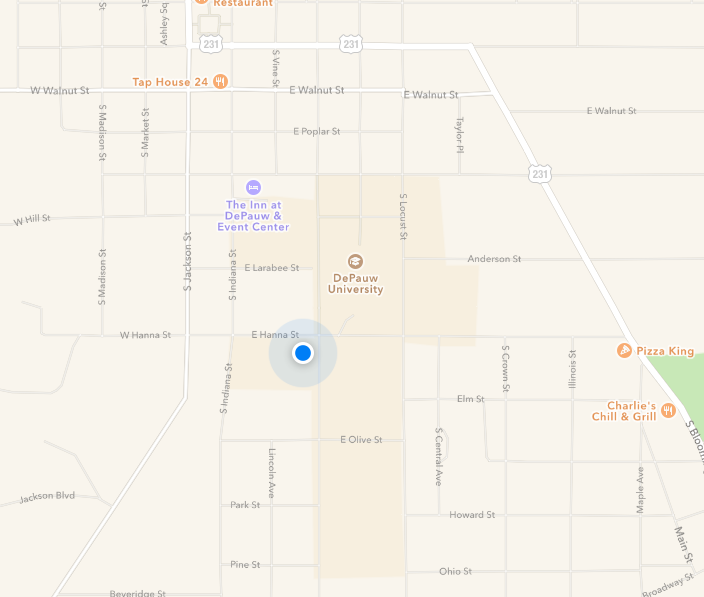 Restaurant
St
St
Ashley Sq
231
231
S Vine St
Tap House 24
W Walnut St
E Walnut St
E Walnut St
E Walnut St
S Madison St
S Market St
E Poplar St
Taylor Pl
231
The Inn at
DePauw &
Event Center
S Locust St
W Hill St
S Jackson St
S Madison St
S Indiana St
E Larabee St
Anderson St
DePauw
University
W Hanna St
E Hanna St
S Crown St
Illinois St
Pizza King
S Indiana St
Elm St
Charlie's
Chill & Grill
E Olive St
S Central Ave
Lincoln Ave
Maple Ave
Jackson Blvd
Park St
Howard St
Main St
Pine St
Ohio St
Broadway St
Beveridge St